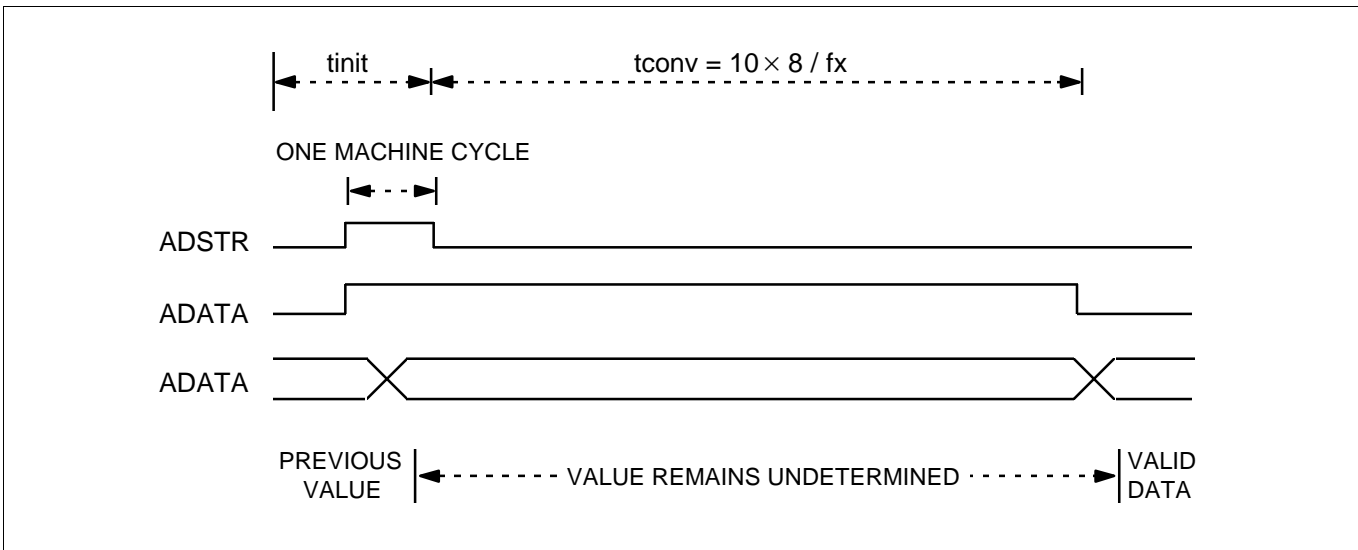 tinit
tconv = 10 × 8 / fx
ONE MACHINE CYCLE
ADSTR
ADATA
ADATA
PREVIOUS
VALUE
VALUE REMAINS UNDETERMINED
VALID
DATA